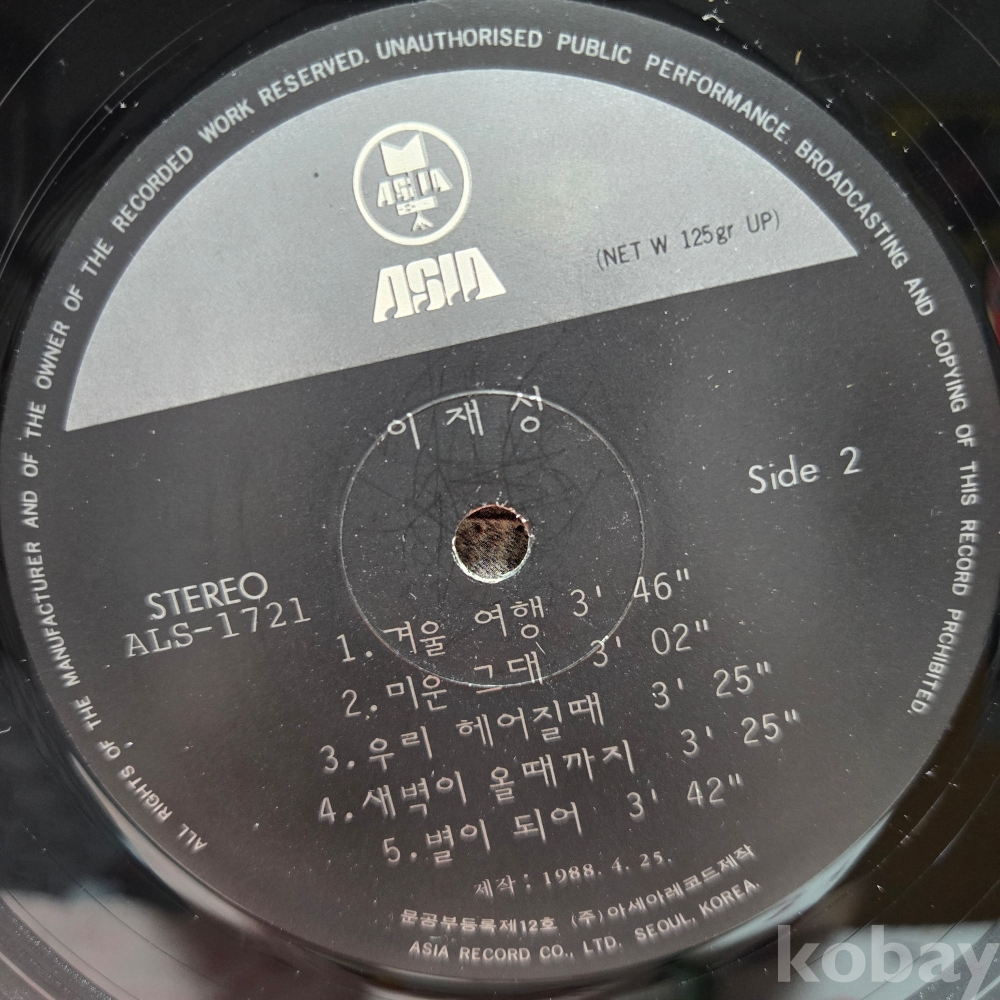 ALL RIGHTS OF THE MANUFACTURER AND OF THE OWNER OF THE RECORDED WORK RESERVED. UNAUTHORISED PUBLIC PERFORMANCE. BROADCASTING AND COPYING OF THIS RECORD PRCHIBITED.
ASIA
ASIA
(NET W 125gr UP)
이재성
Side 2
STEREO
ALS-1721
1. 겨울 여행 3' 46"
2. 미운 그대 3' 02"
3. 우리 헤어질때 3' 25"
4. 새벽이 올때까지 3' 25"
5. 별이 되어 3' 42"
제작: 1988. 4. 25.
문공부등록제12호 (주)아세아레코드제작
ASIA RECORD CO., LTD. SEOUL, KOREA
kobay